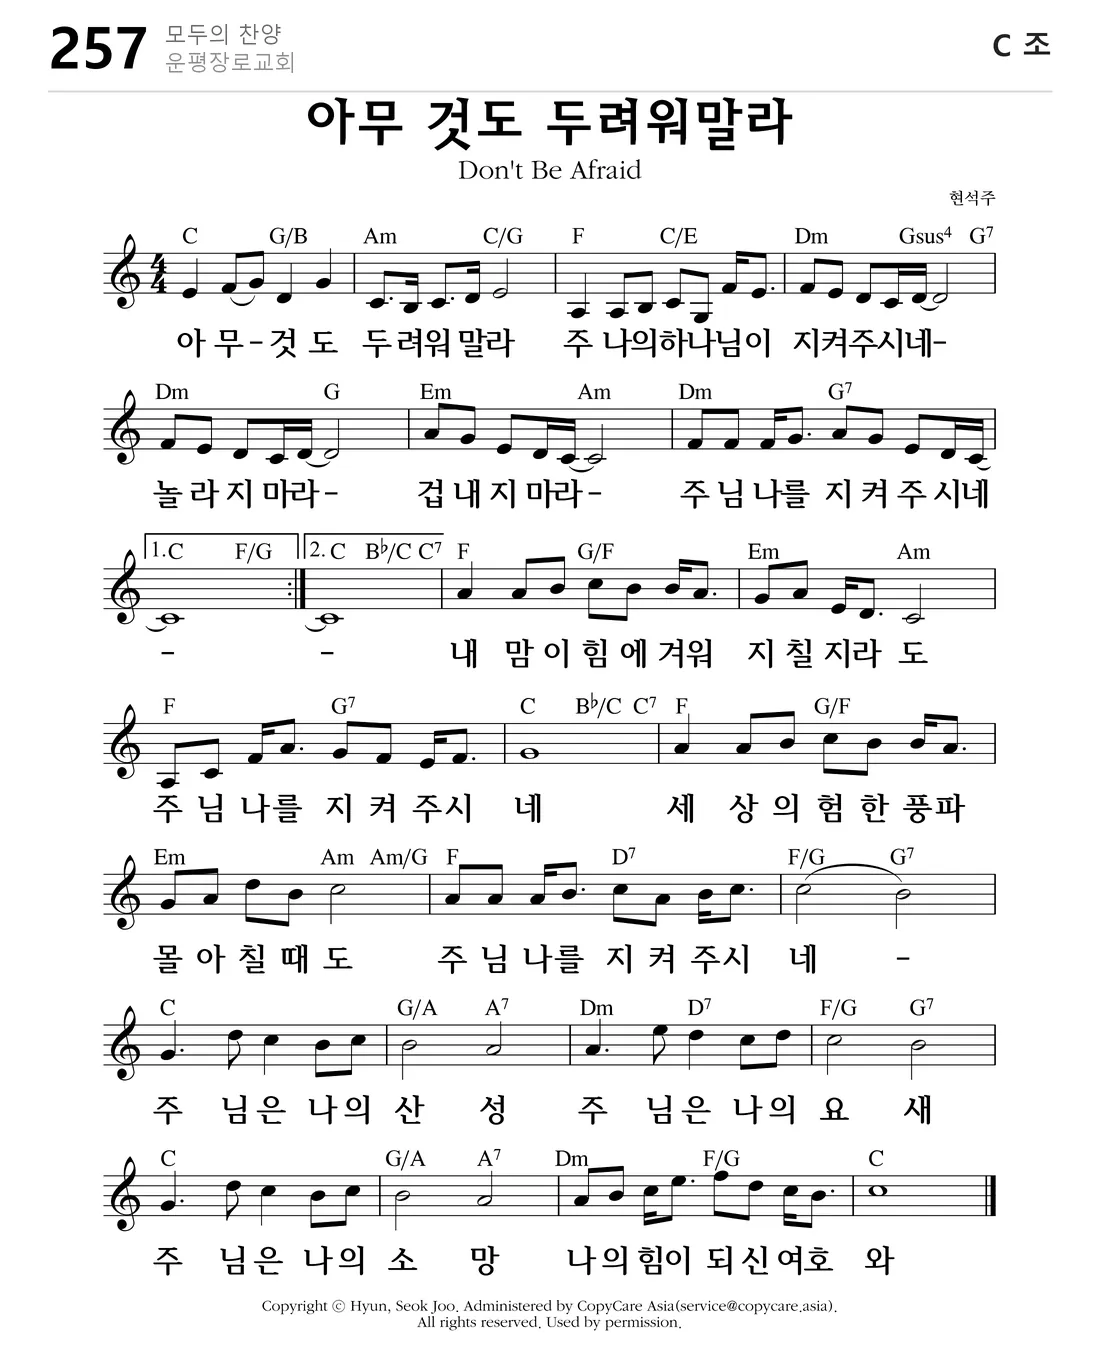 257 모두의 찬양
운평장로교회
C 조
아무 것도 두려워말라
Don't Be Afraid
현석주
C G/B Am C/G F C/E Dm Gsus4 G7
아 무 - 것 도 두 려워 말라 주 나의하나님이 지켜주시네-
Dm G Em Am Dm G7
놀 라 지 마라 - 겁 내 지 마라 - 주 님 나를 지 켜 주 시네
1. C F/G 2. C B♭/C C7 F G/F Em Am
- - 내 맘 이 힘 에 겨워 지 칠 지라 도
F G7 C B♭/C C7 F G/F
주 님 나를 지 켜 주시 네 세 상 의 험 한 풍파
Em Am Am/G F D7 F/G G7
몰 아 칠 때 도 주 님 나를 지 켜 주시 네 -
C G/A A7 Dm D7 F/G G7
주 님 은 나 의 산 성 주 님 은 나 의 요 새
C G/A A7 Dm F/G C
주 님 은 나 의 소 망 나 의 힘이 되 신 여호 와
Copyright ⓒ Hyun, Seok Joo. Administered by CopyCare Asia(service@copycare.asia).
All rights reserved. Used by permission.